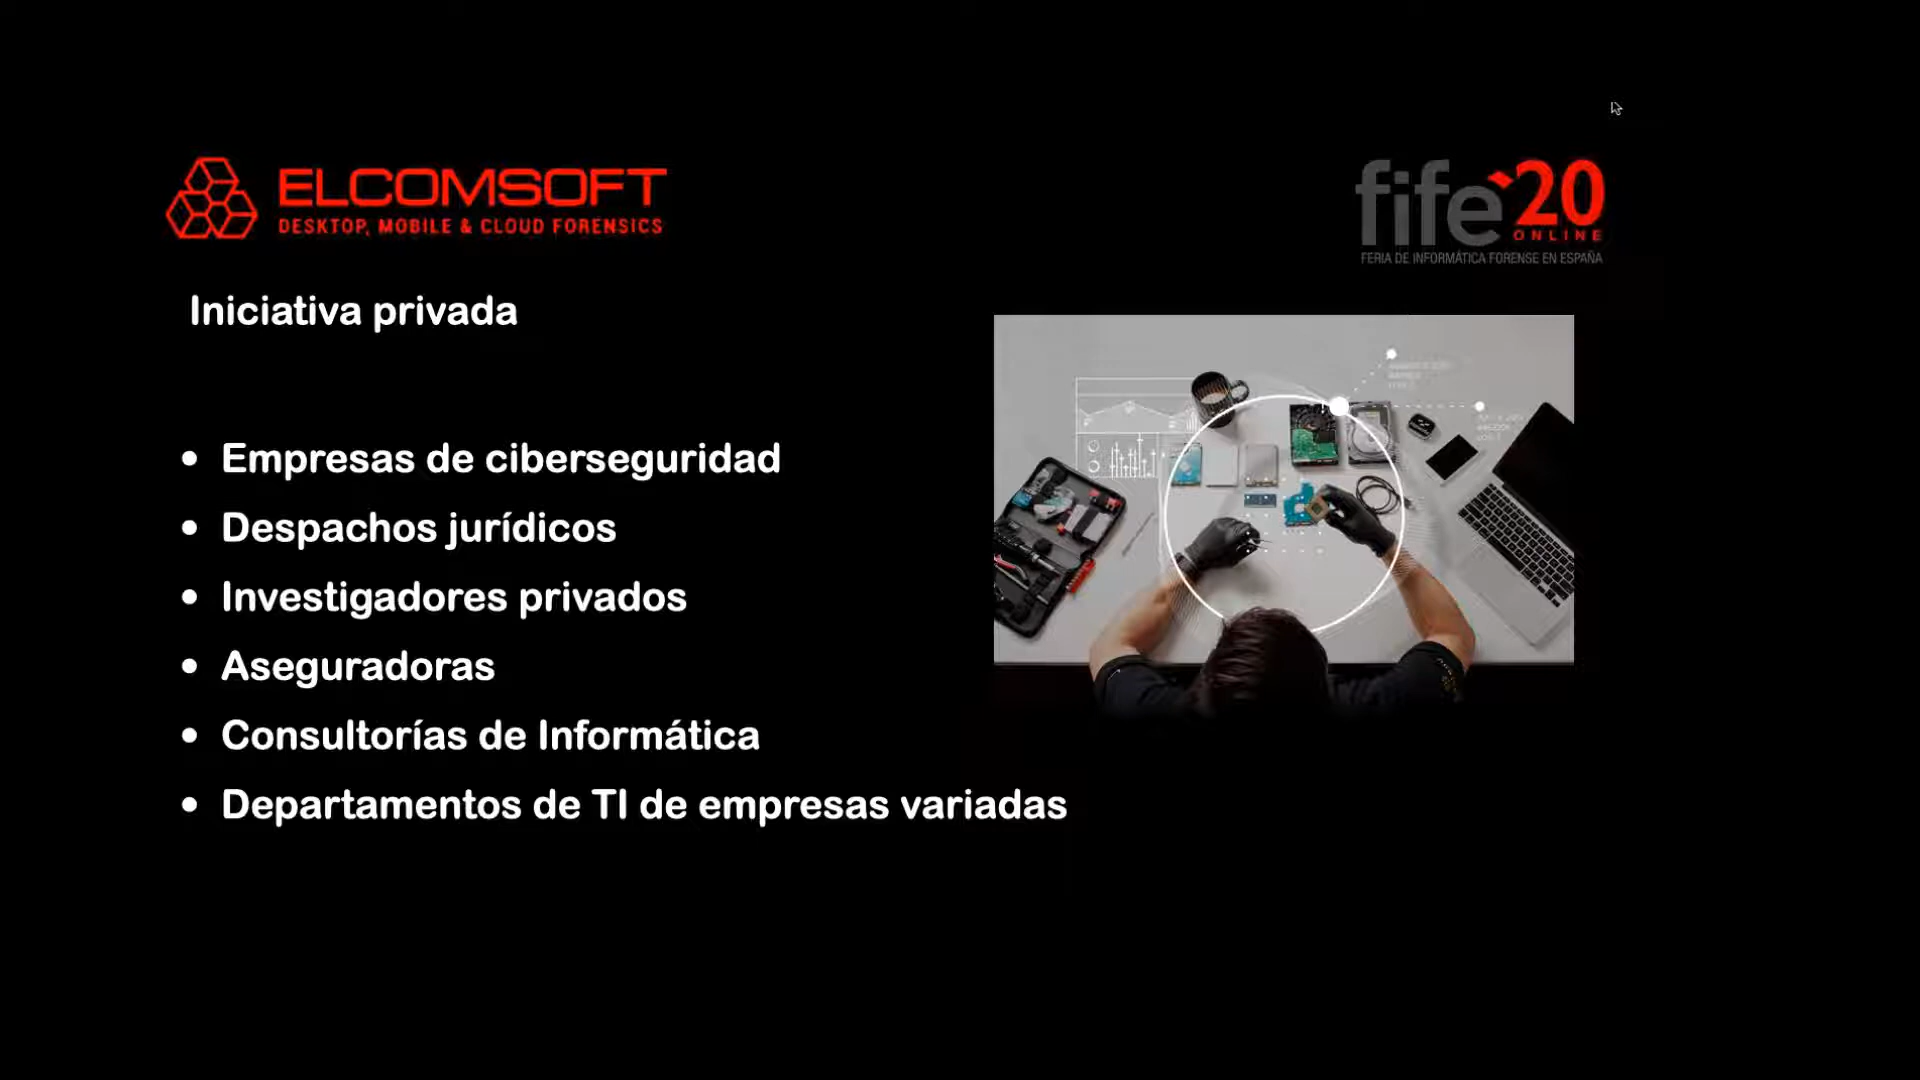 ELCOMSOFT
DESKTOP, MOBILE & CLOUD FORENSICS
fife'20
ONLINE
FERIA DE INFORMÁTICA FORENSE EN ESPAÑA
Iniciativa privada
• Empresas de ciberseguridad
• Despachos jurídicos
• Investigadores privados
• Aseguradoras
• Consultorías de Informática
• Departamentos de TI de empresas variadas